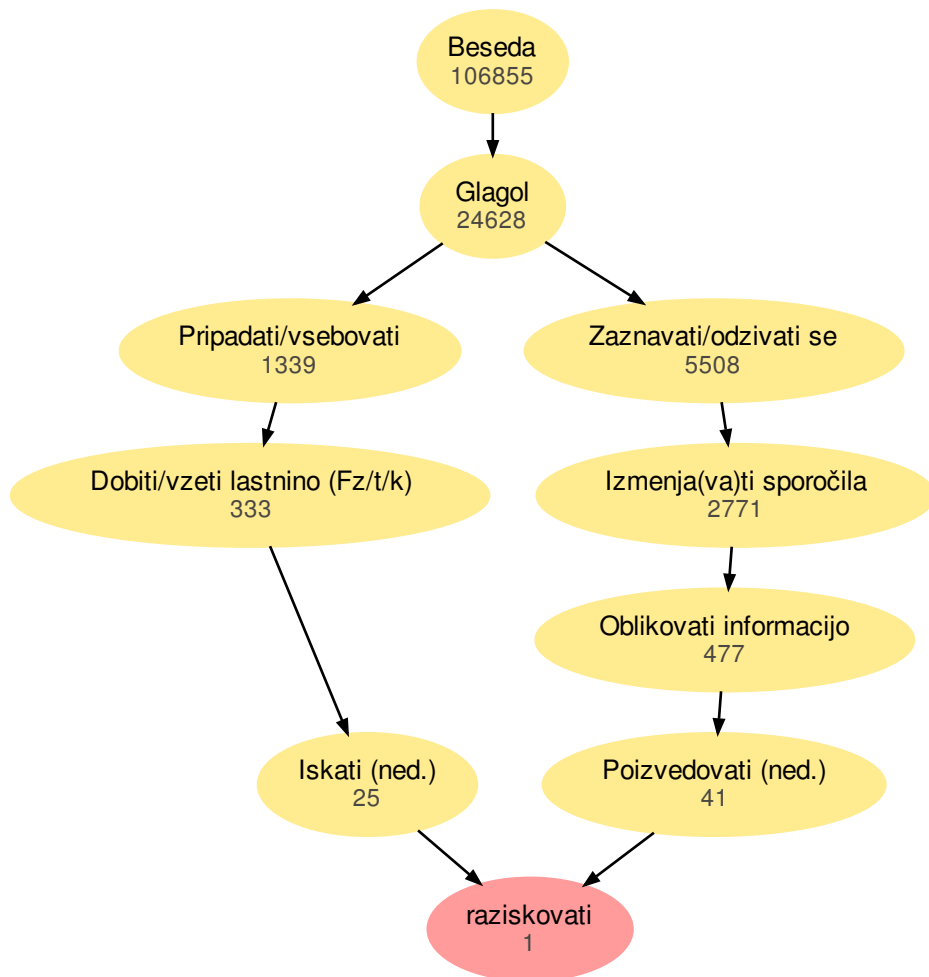 Beseda
106855
Glagol
24628
Pripadati/vsebovati
1339
Zaznavati/odzivati se
5508
Dobiti/vzeti lastnino (Fz/t/k)
333
Izmenja(va)ti sporočila
2771
Oblikovati informacijo
477
Iskati (ned.)
25
Poizvedovati (ned.)
41
raziskovati
1